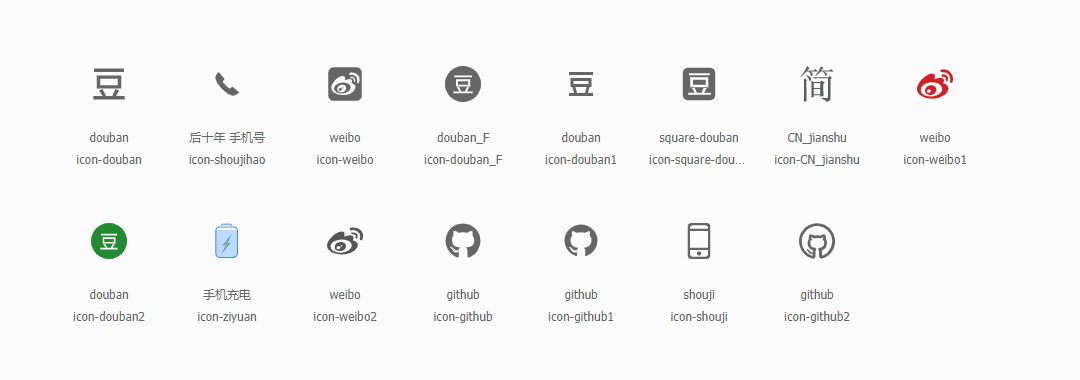 豆 豆 豆 豆 简
douban 后十年 手机号 weibo douban_F douban square-douban CN_jianshu weibo
icon-douban icon-shoujihao icon-weibo icon-douban_F icon-douban1 icon-square-dou... icon-CN_jianshu icon-weibo1
豆
douban 手机充电 weibo github github shouji github
icon-douban2 icon-ziyuan icon-weibo2 icon-github icon-github1 icon-shouji icon-github2